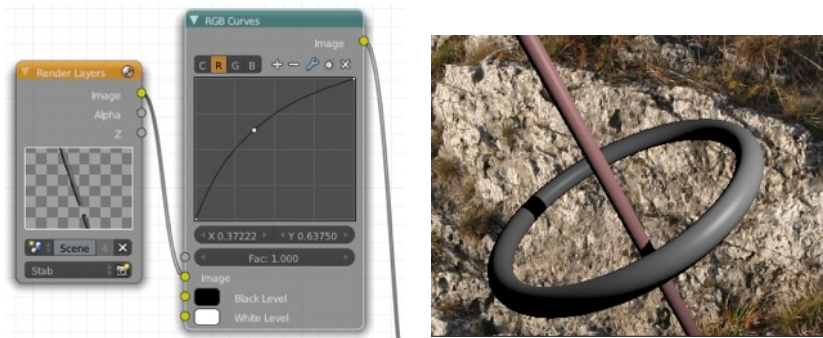 RGB Curves
Image
C R G B
Render Layers
Image
Alpha
Z
X 0.37222 Y 0.63750
Scene 4
Fac: 1.000
Stab
Image
Black Level
White Level